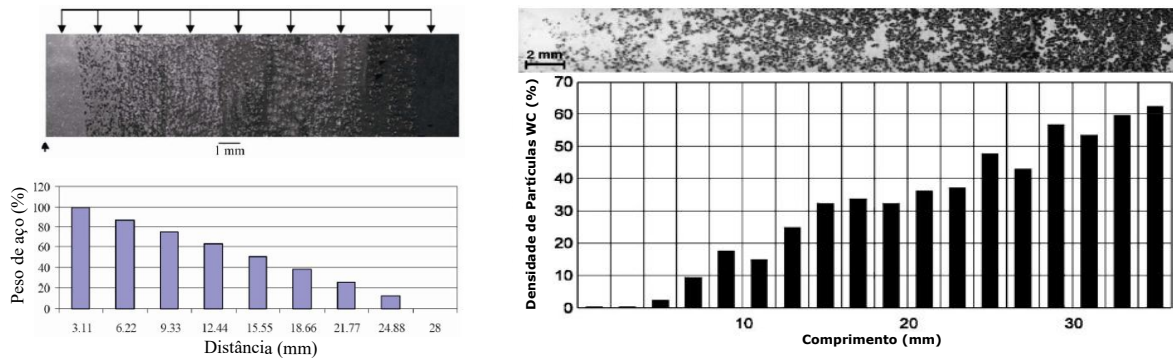 1 mm
Peso de aço (%)
120
100
80
60
40
20
0
3.11 6.22 9.33 12.44 15.55 18.66 21.77 24.88 28
Distância (mm)
2 mm
Densidade de Partículas WC (%)
70
60
50
40
30
20
10
0
10 20 30
Comprimento (mm)